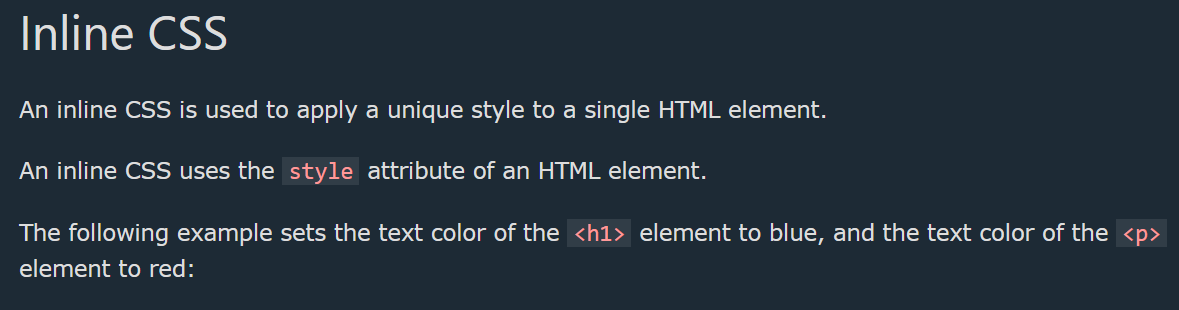 Inline CSS
An inline CSS is used to apply a unique style to a single HTML element.
An inline CSS uses the style attribute of an HTML element.
The following example sets the text color of the <h1> element to blue, and the text color of the <p>
element to red: